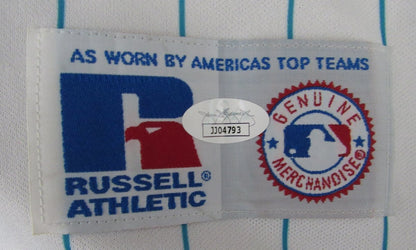 AS WORN BY AMERICAS TOP TEAMS
JJ04793
GENUINE
MERCHANDISE®
RUSSELL®
ATHLETIC